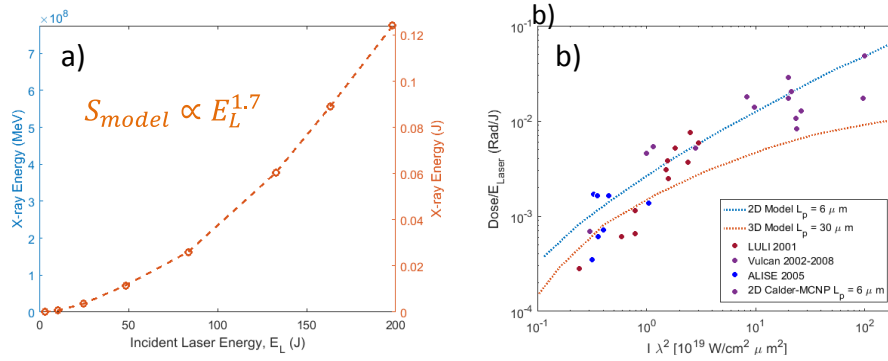 a)
S_model ∝ E_L^1.7
×10^8
7
6
5
4
3
2
1
0
X-ray Energy (MeV)
0.12
0.1
0.08
0.06
0.04
0.02
0
X-ray Energy (J)
0 50 100 150 200
Incident Laser Energy, E_L (J)
b)
b)
10^-1
10^-2
10^-3
10^-4
Dose/E_Laser (Rad/J)
2D Model L_p = 6 μ m
3D Model L_p = 30 μ m
LULI 2001
Vulcan 2002-2008
ALISE 2005
2D Calder-MCNP L_p = 6 μ m
10^-1 10^0 10^1 10^2
I λ^2 [10^19 W/cm^2 μ m^2]